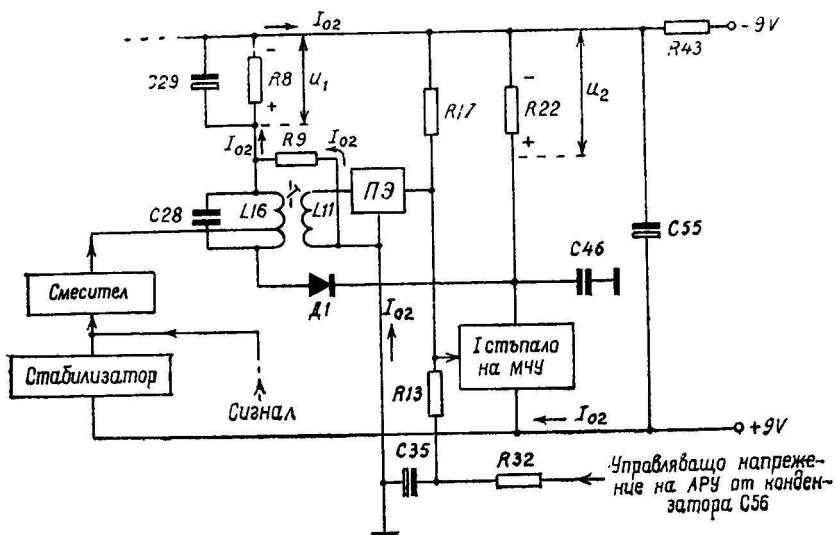 I₀₂
- 9V
R43
C29
-
R8
+
U₁
R17
-
R22
+
U₂
I₀₂
R9
I₀₂
ПЭ
C28
L16
L11
C55
C46
Д1
Смесител
I₀₂
I стъпало
на МЧУ
Стабилизатор
R13
Сигнал
I₀₂
+9V
C35
R32
Управляващо напреже-
ние на АРУ от конден-
затора C56